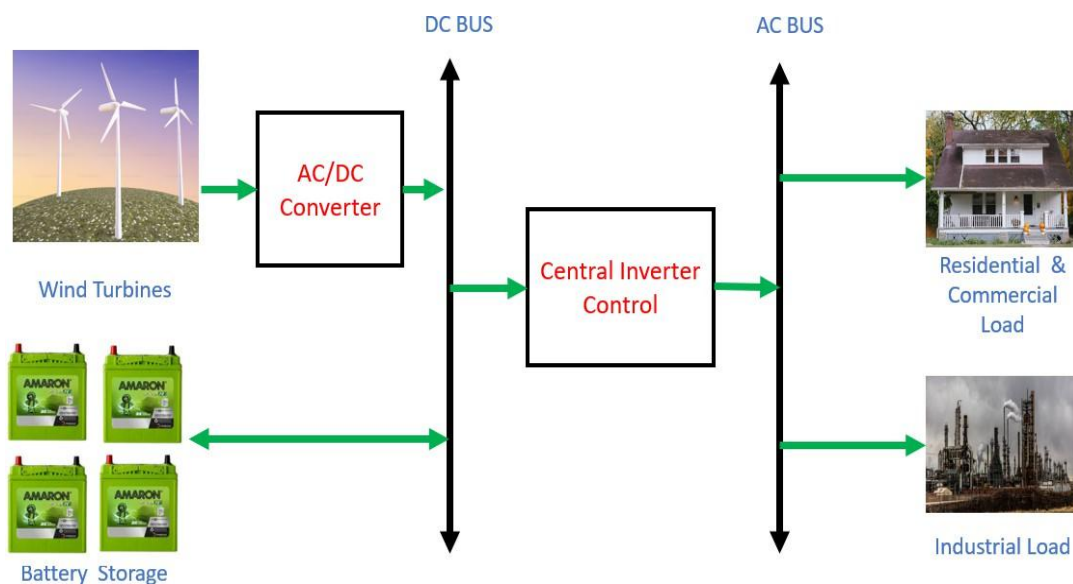 DC BUS
AC BUS
AC/DC
Converter
Central Inverter
Control
Wind Turbines
Residential &
Commercial
Load
AMARON
AMARON
AMARON
AMARON
Battery Storage
Industrial Load